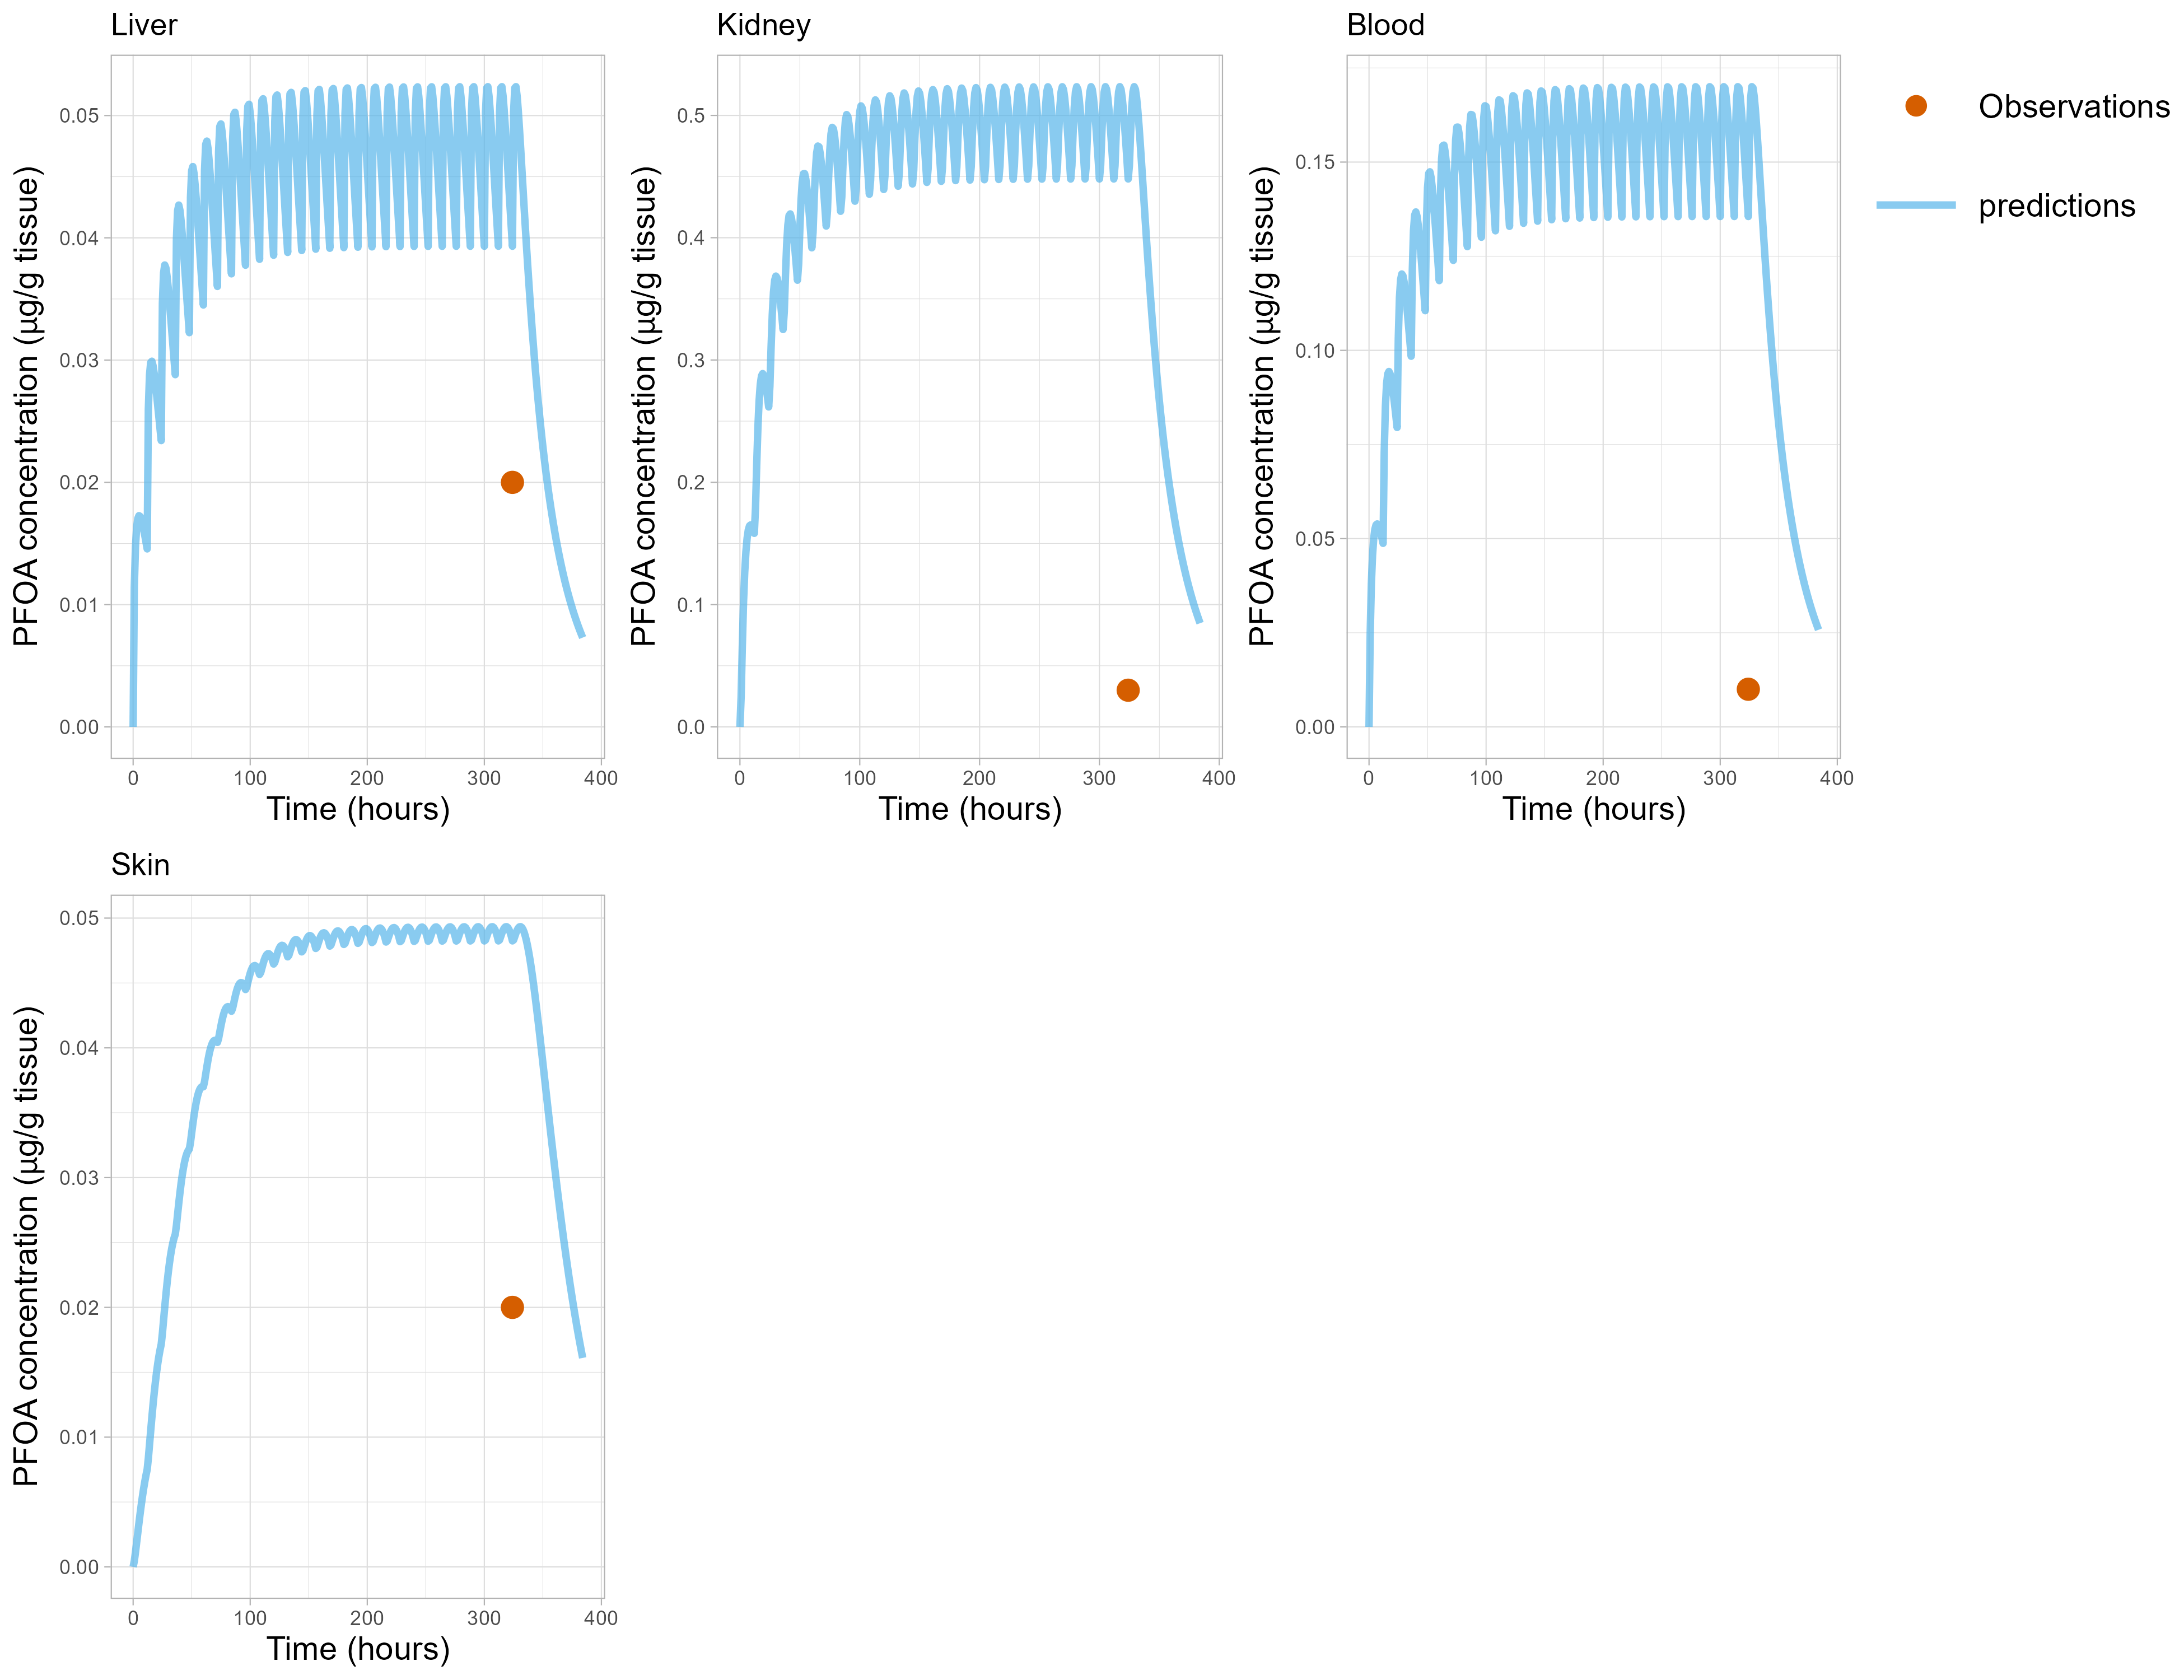 Liver
PFOA concentration (µg/g tissue)
0.05
0.04
0.03
0.02
0.01
0.00
0 100 200 300 400
Time (hours)
Kidney
PFOA concentration (µg/g tissue)
0.5
0.4
0.3
0.2
0.1
0.0
0 100 200 300 400
Time (hours)
Blood
PFOA concentration (µg/g tissue)
0.15
0.10
0.05
0.00
0 100 200 300 400
Time (hours)
Observations
predictions
Skin
PFOA concentration (µg/g tissue)
0.05
0.04
0.03
0.02
0.01
0.00
0 100 200 300 400
Time (hours)